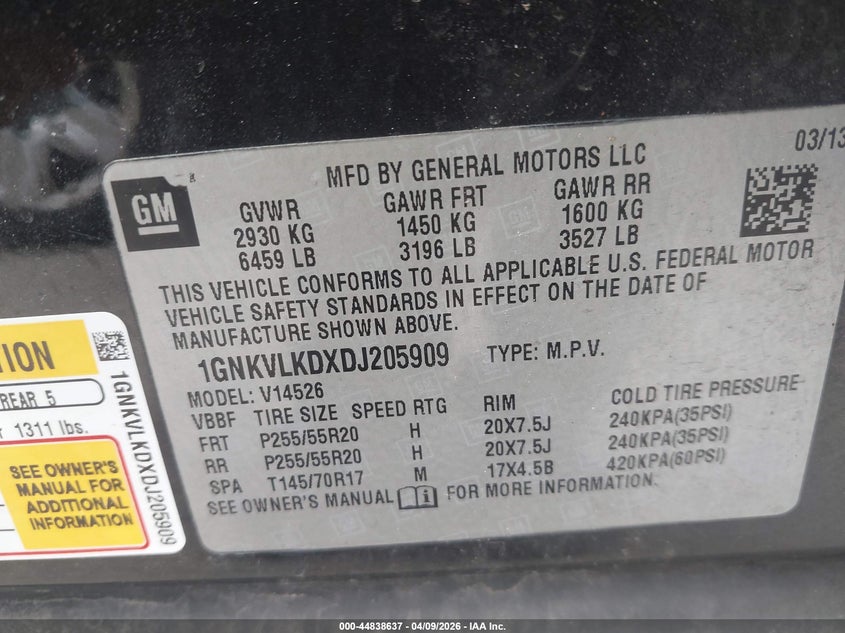 03/13
MFD BY GENERAL MOTORS LLC
GM
GVWR GAWR FRT GAWR RR
2930 KG 1450 KG 1600 KG
6459 LB 3196 LB 3527 LB
THIS VEHICLE CONFORMS TO ALL APPLICABLE U.S. FEDERAL MOTOR
VEHICLE SAFETY STANDARDS IN EFFECT ON THE DATE OF
MANUFACTURE SHOWN ABOVE.
1GNKVLKDXDJ205909 TYPE: M.P.V.
MODEL: V14526
VBBF TIRE SIZE SPEED RTG RIM COLD TIRE PRESSURE
FRT P255/55R20 H 20X7.5J 240KPA(35PSI)
RR P255/55R20 H 20X7.5J 240KPA(35PSI)
SPA T145/70R17 M 17X4.5B 420KPA(60PSI)
SEE OWNER'S MANUAL FOR MORE INFORMATION.
REAR 5
1311 lbs.
SEE OWNER'S
MANUAL FOR
ADDITIONAL
INFORMATION
1GNKVLKDXDJ205909
000-44838637 - 04/09/2026 - IAA Inc.